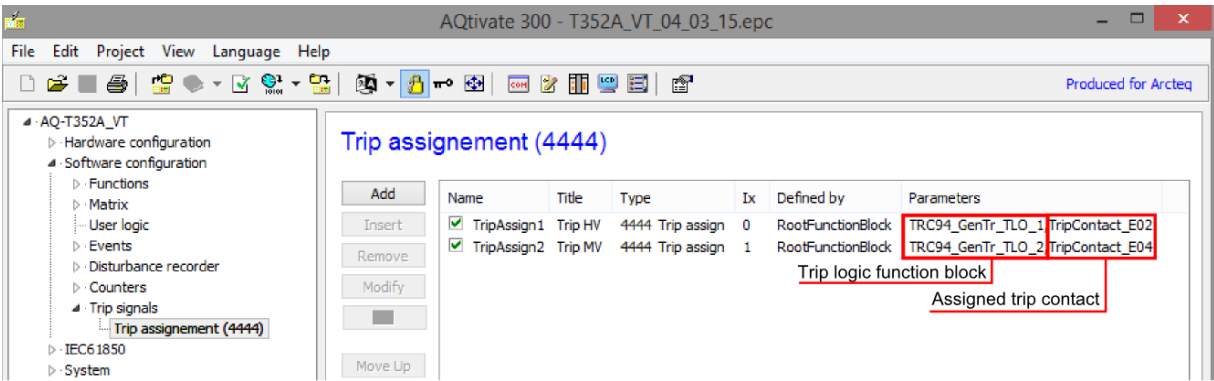 AQtivate 300 - T352A_VT_04_03_15.epc
File Edit Project View Language Help
COM LCD
10101
Produced for Arcteq
AQ-T352A_VT
Hardware configuration
Software configuration
Functions
Matrix
User logic
Events
Disturbance recorder
Counters
Trip signals
Trip assignement (4444)
IEC61850
System
Trip assignement (4444)
Add
Insert
Remove
Modify
Move Up
Name Title Type Ix Defined by Parameters
TripAssign1 Trip HV 4444 Trip assign 0 RootFunctionBlock TRC94_GenTr_TLO_1,TripContact_E02
TripAssign2 Trip MV 4444 Trip assign 1 RootFunctionBlock TRC94_GenTr_TLO_2,TripContact_E04
Trip logic function block
Assigned trip contact